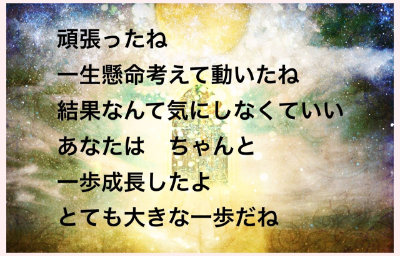 頑張ったね
一生懸命考えて動いたね
結果なんて気にしなくていい
あなたは　ちゃんと
一歩成長したよ
とても大きな一歩だね